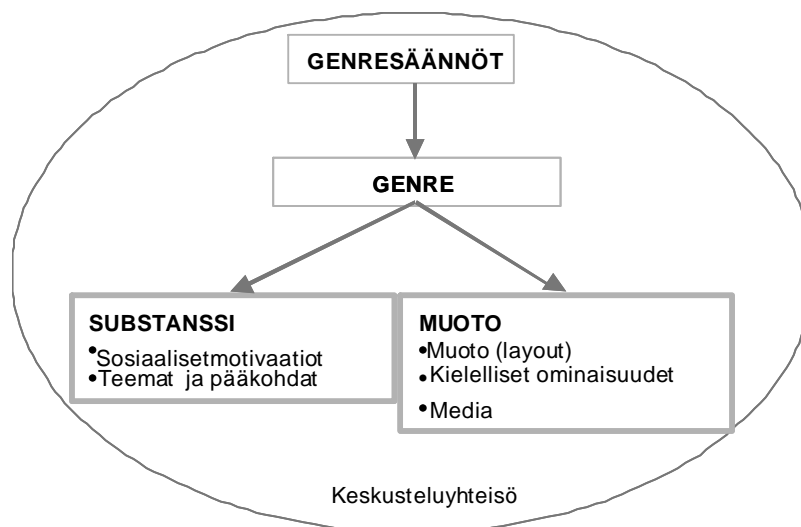 GENRESÄÄNNÖT
GENRE
SUBSTANSSI
•Sosiaalisetmotivaatiot
•Teemat ja pääkohdat
MUOTO
•Muoto (layout)
•Kielelliset ominaisuudet
•Media
Keskusteluyhteisö